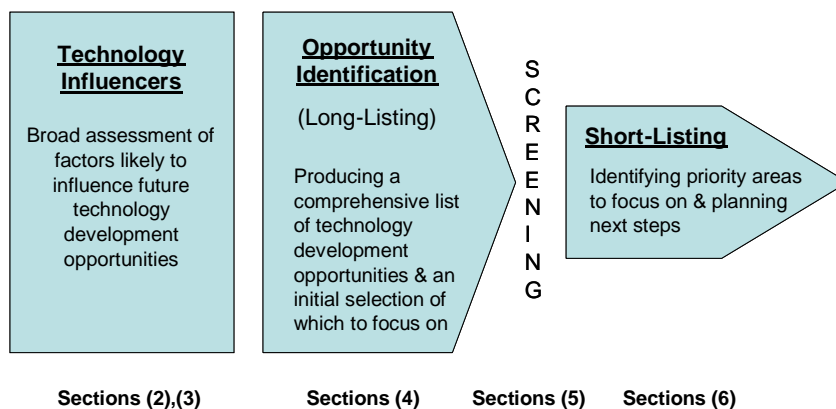 Technology
Influencers
Broad assessment of
factors likely to
influence future
technology
development
opportunities
Opportunity
Identification
(Long-Listing)
Producing a
comprehensive list
of technology
development
opportunities & an
initial selection of
which to focus on
S
C
R
E
E
N
I
N
G
Short-Listing
Identifying priority areas
to focus on & planning
next steps
Sections (2),(3)
Sections (4)
Sections (5)
Sections (6)